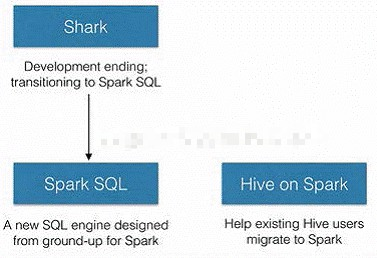 Shark
Development ending;
transitioning to Spark SQL
Spark SQL
A new SQL engine designed
from ground-up for Spark
Hive on Spark
Help existing Hive users
migrate to Spark